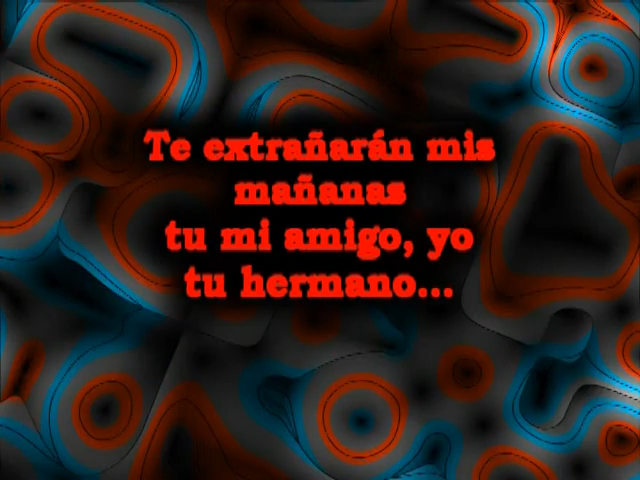 Te extrañarán mis
mañanas
tu mi amigo, yo
tu hermano...